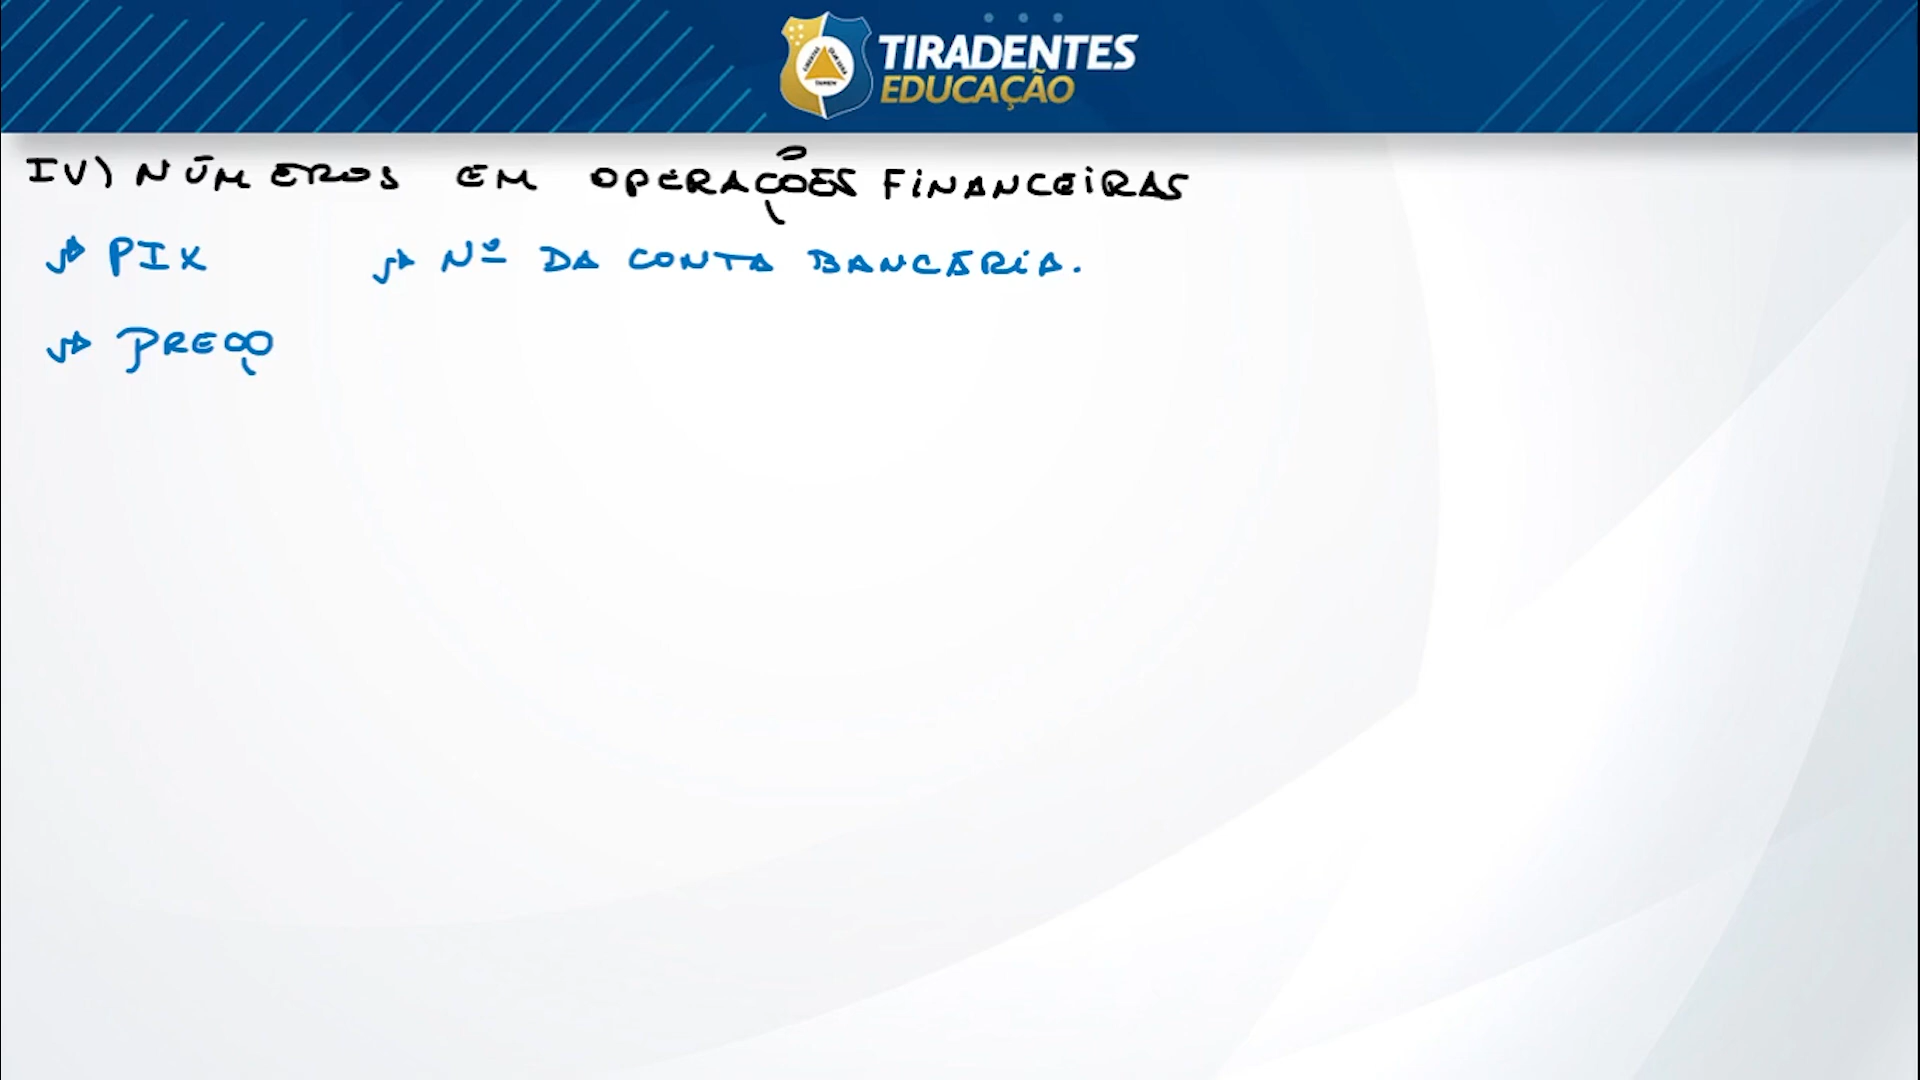 TIRADENTES
EDUCAÇÃO
IV) NÚMEROS EM OPERAÇÕES FINANCEIRAS
PIX
Nº DA CONTA BANCÁRIA.
PREÇO